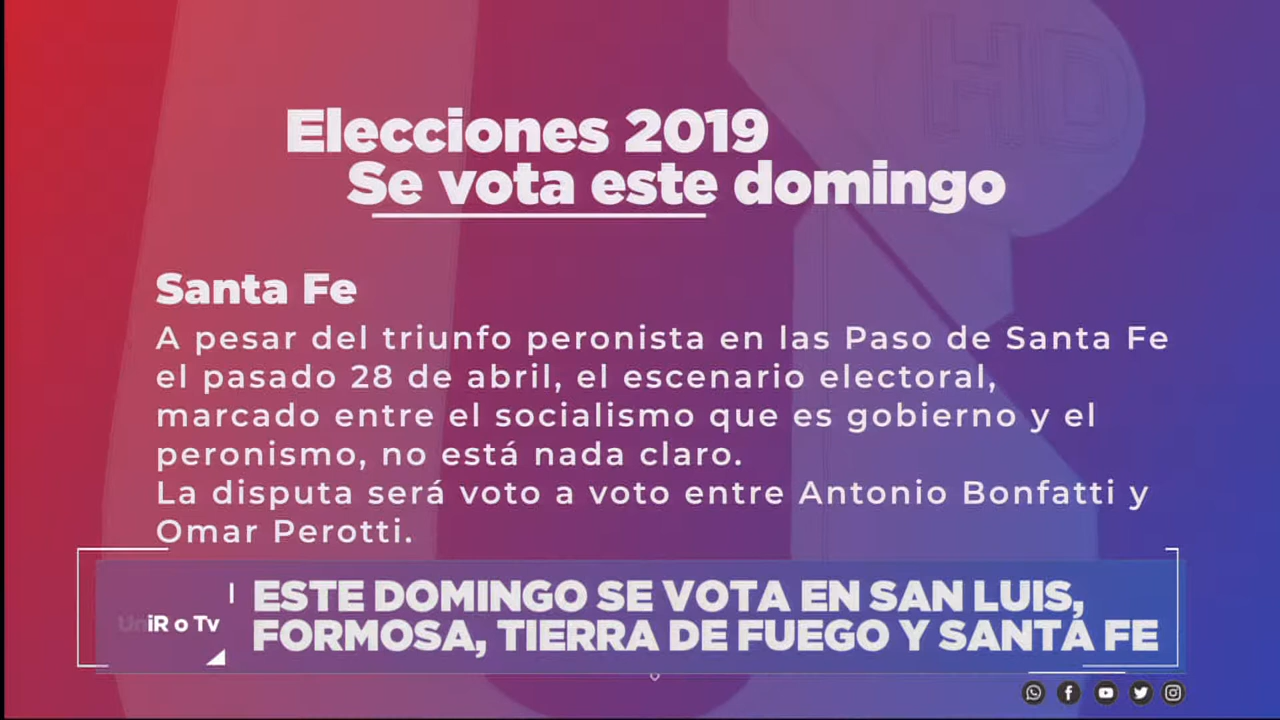 HD
Elecciones 2019
Se vota este domingo
Santa Fe
A pesar del triunfo peronista en las Paso de Santa Fe
el pasado 28 de abril, el escenario electoral,
marcado entre el socialismo que es gobierno y el
peronismo, no está nada claro.
La disputa será voto a voto entre Antonio Bonfatti y
Omar Perotti.
UniR o Tv
ESTE DOMINGO SE VOTA EN SAN LUIS,
FORMOSA, TIERRA DE FUEGO Y SANTA FE